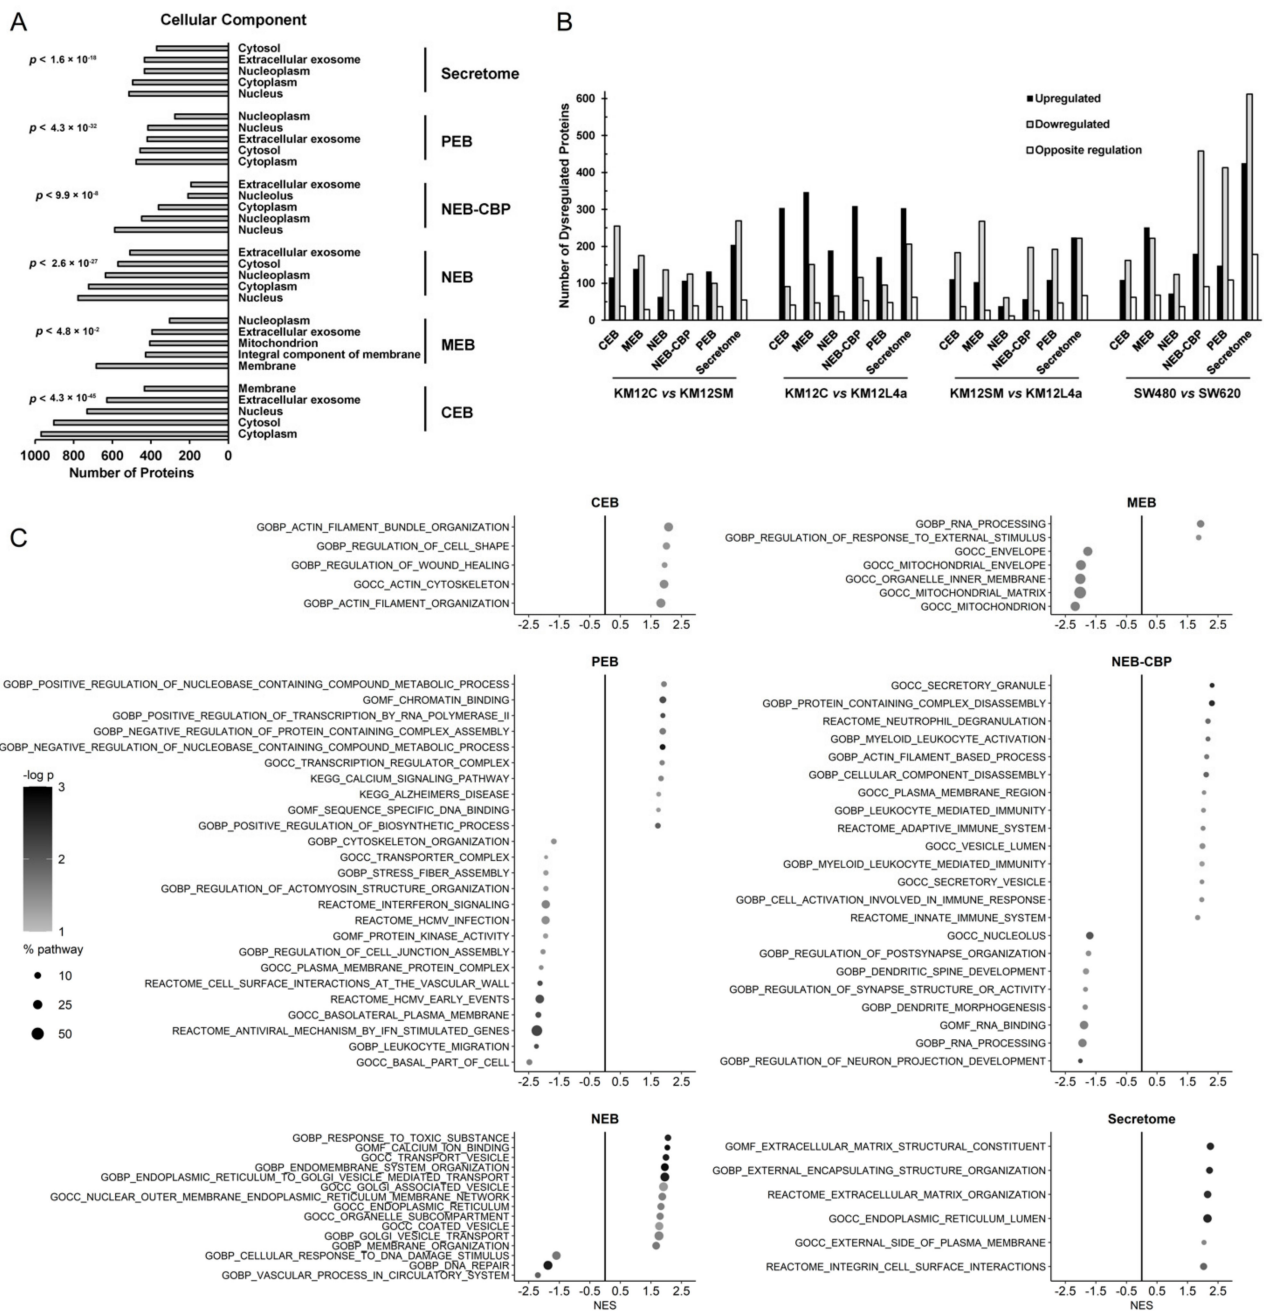 A
Cellular Component
p < 1.6 × 10-18
Cytosol
Extracellular exosome
Nucleoplasm
Cytoplasm
Nucleus
Secretome
p < 4.3 × 10-32
Nucleoplasm
Nucleus
Extracellular exosome
Cytosol
Cytoplasm
PEB
p < 9.9 × 10-8
Extracellular exosome
Nucleolus
Cytoplasm
Nucleoplasm
Nucleus
NEB-CBP
p < 2.6 × 10-27
Extracellular exosome
Cytosol
Nucleoplasm
Cytoplasm
Nucleus
NEB
p < 4.8 × 10-2
Nucleoplasm
Extracellular exosome
Mitochondrion
Integral component of membrane
Membrane
MEB
p < 4.3 × 10-45
Membrane
Extracellular exosome
Nucleus
Cytosol
Cytoplasm
CEB
1000 800 600 400 200 0
Number of Proteins
B
Number of Dysregulated Proteins
600
500
400
300
200
100
0
Upregulated
Dowregulated
Opposite regulation
CEB MEB NEB NEB-CBP PEB Secretome
CEB MEB NEB NEB-CBP PEB Secretome
CEB MEB NEB NEB-CBP PEB Secretome
CEB MEB NEB NEB-CBP PEB Secretome
KM12C vs KM12SM
KM12C vs KM12L4a
KM12SM vs KM12L4a
SW480 vs SW620
C
CEB
GOBP_ACTIN_FILAMENT_BUNDLE_ORGANIZATION
GOBP_REGULATION_OF_CELL_SHAPE
GOBP_REGULATION_OF_WOUND_HEALING
GOCC_ACTIN_CYTOSKELETON
GOBP_ACTIN_FILAMENT_ORGANIZATION
-2.5 -1.5 -0.5 0.5 1.5 2.5
MEB
GOBP_RNA_PROCESSING
GOBP_REGULATION_OF_RESPONSE_TO_EXTERNAL_STIMULUS
GOCC_ENVELOPE
GOCC_MITOCHONDRIAL_ENVELOPE
GOCC_ORGANELLE_INNER_MEMBRANE
GOCC_MITOCHONDRIAL_MATRIX
GOCC_MITOCHONDRION
-2.5 -1.5 -0.5 0.5 1.5 2.5
PEB
GOBP_POSITIVE_REGULATION_OF_NUCLEOBASE_CONTAINING_COMPOUND_METABOLIC_PROCESS
GOMF_CHROMATIN_BINDING
GOBP_POSITIVE_REGULATION_OF_TRANSCRIPTION_BY_RNA_POLYMERASE_II
GOBP_NEGATIVE_REGULATION_OF_PROTEIN_CONTAINING_COMPLEX_ASSEMBLY
GOBP_NEGATIVE_REGULATION_OF_NUCLEOBASE_CONTAINING_COMPOUND_METABOLIC_PROCESS
GOCC_TRANSCRIPTION_REGULATOR_COMPLEX
KEGG_CALCIUM_SIGNALING_PATHWAY
KEGG_ALZHEIMERS_DISEASE
GOMF_SEQUENCE_SPECIFIC_DNA_BINDING
GOBP_POSITIVE_REGULATION_OF_BIOSYNTHETIC_PROCESS
GOBP_CYTOSKELETON_ORGANIZATION
GOCC_TRANSPORTER_COMPLEX
GOBP_STRESS_FIBER_ASSEMBLY
GOBP_REGULATION_OF_ACTOMYOSIN_STRUCTURE_ORGANIZATION
REACTOME_INTERFERON_SIGNALING
REACTOME_HCMV_INFECTION
GOMF_PROTEIN_KINASE_ACTIVITY
GOBP_REGULATION_OF_CELL_JUNCTION_ASSEMBLY
GOCC_PLASMA_MEMBRANE_PROTEIN_COMPLEX
REACTOME_CELL_SURFACE_INTERACTIONS_AT_THE_VASCULAR_WALL
REACTOME_HCMV_EARLY_EVENTS
GOCC_BASOLATERAL_PLASMA_MEMBRANE
REACTOME_ANTIVIRAL_MECHANISM_BY_IFN_STIMULATED_GENES
GOBP_LEUKOCYTE_MIGRATION
GOCC_BASAL_PART_OF_CELL
-2.5 -1.5 -0.5 0.5 1.5 2.5
-log p
3
2
1
% pathway
10
25
50
NEB-CBP
GOCC_SECRETORY_GRANULE
GOBP_PROTEIN_CONTAINING_COMPLEX_DISASSEMBLY
REACTOME_NEUTROPHIL_DEGRANULATION
GOBP_MYELOID_LEUKOCYTE_ACTIVATION
GOBP_ACTIN_FILAMENT_BASED_PROCESS
GOBP_CELLULAR_COMPONENT_DISASSEMBLY
GOCC_PLASMA_MEMBRANE_REGION
GOBP_LEUKOCYTE_MEDIATED_IMMUNITY
REACTOME_ADAPTIVE_IMMUNE_SYSTEM
GOCC_VESICLE_LUMEN
GOBP_MYELOID_LEUKOCYTE_MEDIATED_IMMUNITY
GOCC_SECRETORY_VESICLE
GOBP_CELL_ACTIVATION_INVOLVED_IN_IMMUNE_RESPONSE
REACTOME_INNATE_IMMUNE_SYSTEM
GOCC_NUCLEOLUS
GOBP_REGULATION_OF_POSTSYNAPSE_ORGANIZATION
GOBP_DENDRITIC_SPINE_DEVELOPMENT
GOBP_REGULATION_OF_SYNAPSE_STRUCTURE_OR_ACTIVITY
GOBP_DENDRITE_MORPHOGENESIS
GOMF_RNA_BINDING
GOBP_RNA_PROCESSING
GOBP_REGULATION_OF_NEURON_PROJECTION_DEVELOPMENT
-2.5 -1.5 -0.5 0.5 1.5 2.5
NEB
GOBP_RESPONSE_TO_TOXIC_SUBSTANCE
GOMF_CALCIUM_ION_BINDING
GOCC_TRANSPORT_VESICLE
GOBP_ENDOMEMBRANE_SYSTEM_ORGANIZATION
GOBP_ENDOPLASMIC_RETICULUM_TO_GOLGI_VESICLE_MEDIATED_TRANSPORT
GOCC_GOLGI_ASSOCIATED_VESICLE
GOCC_NUCLEAR_OUTER_MEMBRANE_ENDOPLASMIC_RETICULUM_MEMBRANE_NETWORK
GOCC_ENDOPLASMIC_RETICULUM
GOCC_ORGANELLE_SUBCOMPARTMENT
GOCC_COATED_VESICLE
GOBP_GOLGI_VESICLE_TRANSPORT
GOBP_MEMBRANE_ORGANIZATION
GOBP_CELLULAR_RESPONSE_TO_DNA_DAMAGE_STIMULUS
GOBP_DNA_REPAIR
GOBP_VASCULAR_PROCESS_IN_CIRCULATORY_SYSTEM
-2.5 -1.5 -0.5 0.5 1.5 2.5
NES
Secretome
GOMF_EXTRACELLULAR_MATRIX_STRUCTURAL_CONSTITUENT
GOBP_EXTERNAL_ENCAPSULATING_STRUCTURE_ORGANIZATION
REACTOME_EXTRACELLULAR_MATRIX_ORGANIZATION
GOCC_ENDOPLASMIC_RETICULUM_LUMEN
GOCC_EXTERNAL_SIDE_OF_PLASMA_MEMBRANE
REACTOME_INTEGRIN_CELL_SURFACE_INTERACTIONS
-2.5 -1.5 -0.5 0.5 1.5 2.5
NES